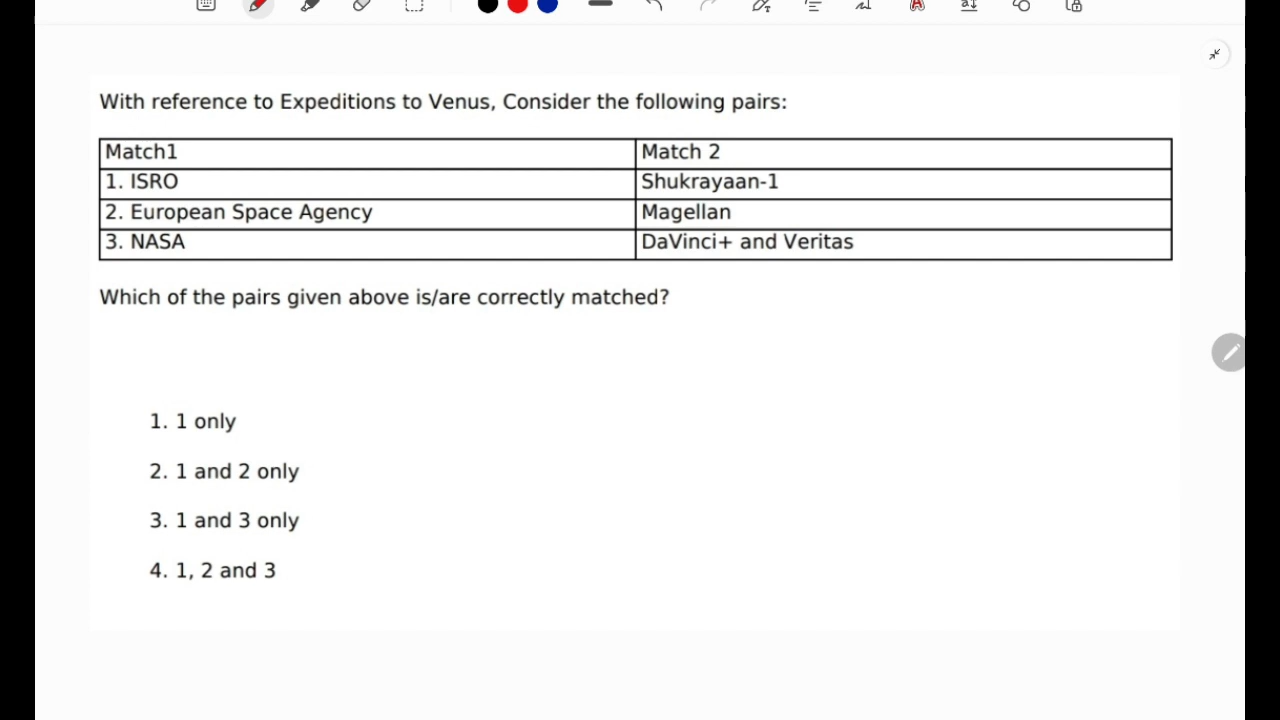 With reference to Expeditions to Venus, Consider the following pairs:
Match1 Match 2
1. ISRO Shukrayaan-1
2. European Space Agency Magellan
3. NASA DaVinci+ and Veritas
Which of the pairs given above is/are correctly matched?
1. 1 only
2. 1 and 2 only
3. 1 and 3 only
4. 1, 2 and 3